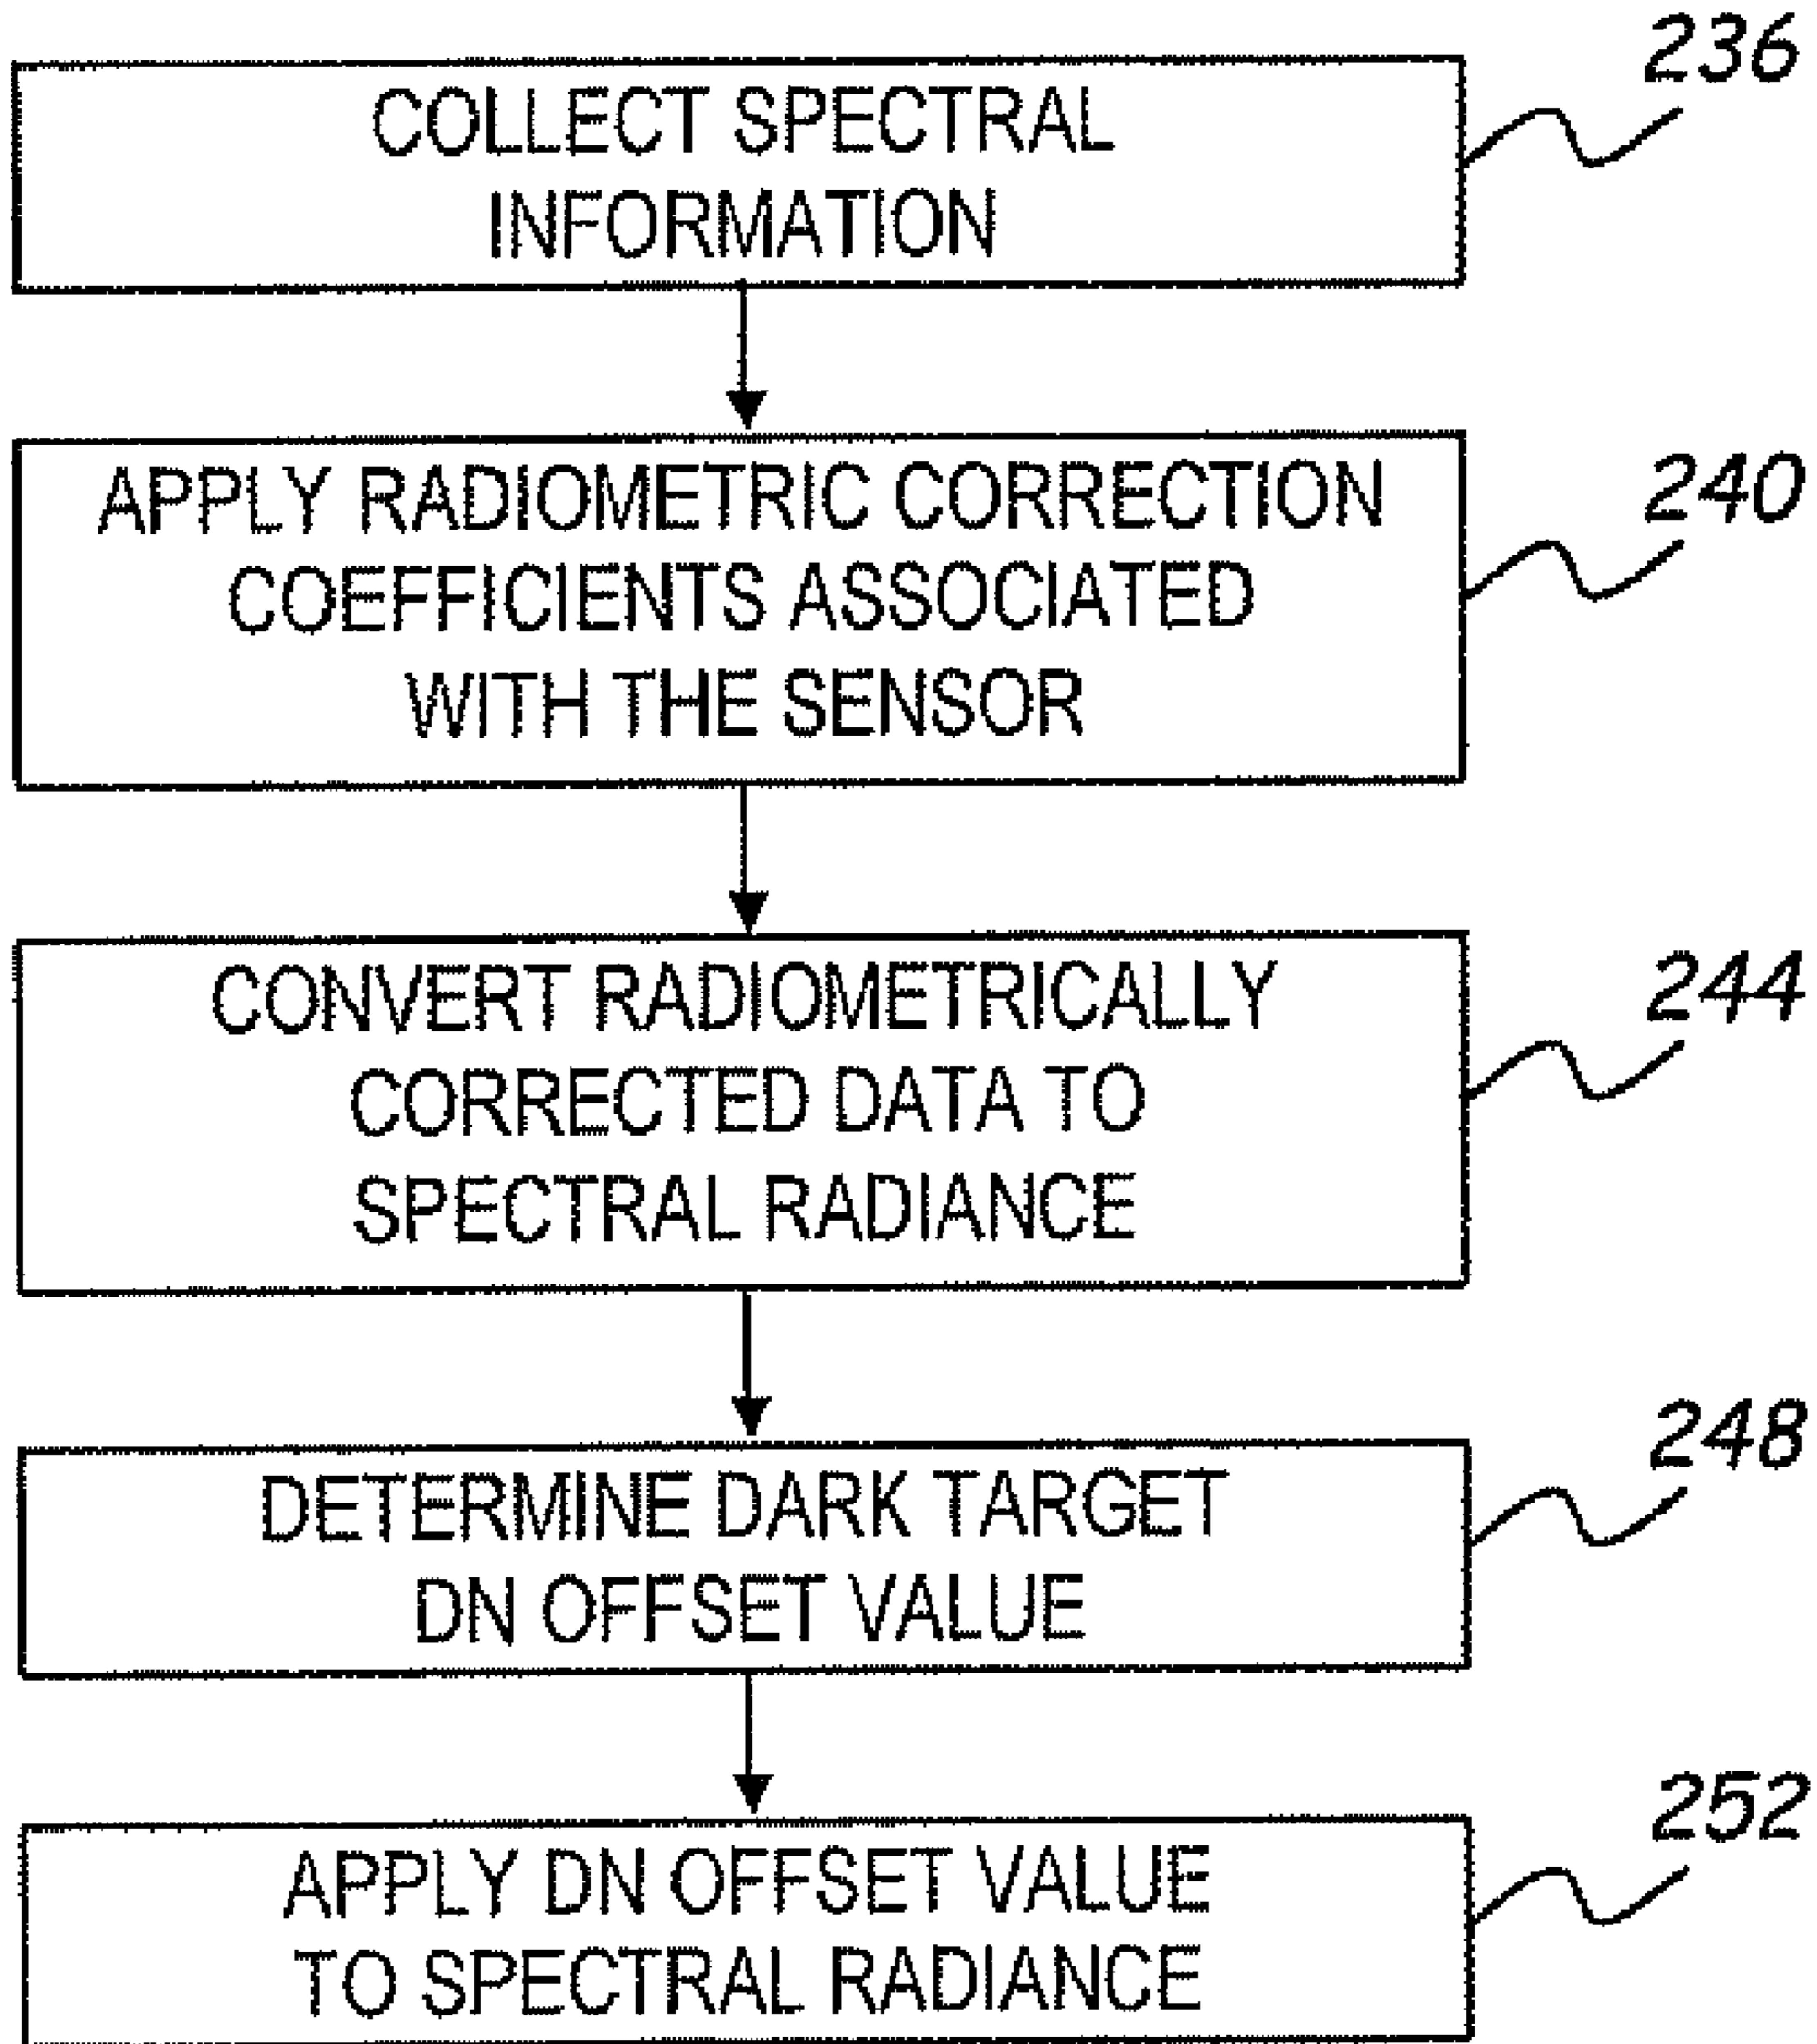 236
COLLECT SPECTRAL
INFORMATION
240
APPLY RADIOMETRIC CORRECTION
COEFFICIENTS ASSOCIATED
WITH THE SENSOR
244
CONVERT RADIOMETRICALLY
CORRECTED DATA TO
SPECTRAL RADIANCE
248
DETERMINE DARK TARGET
DN OFFSET VALUE
252
APPLY DN OFFSET VALUE
TO SPECTRAL RADIANCE